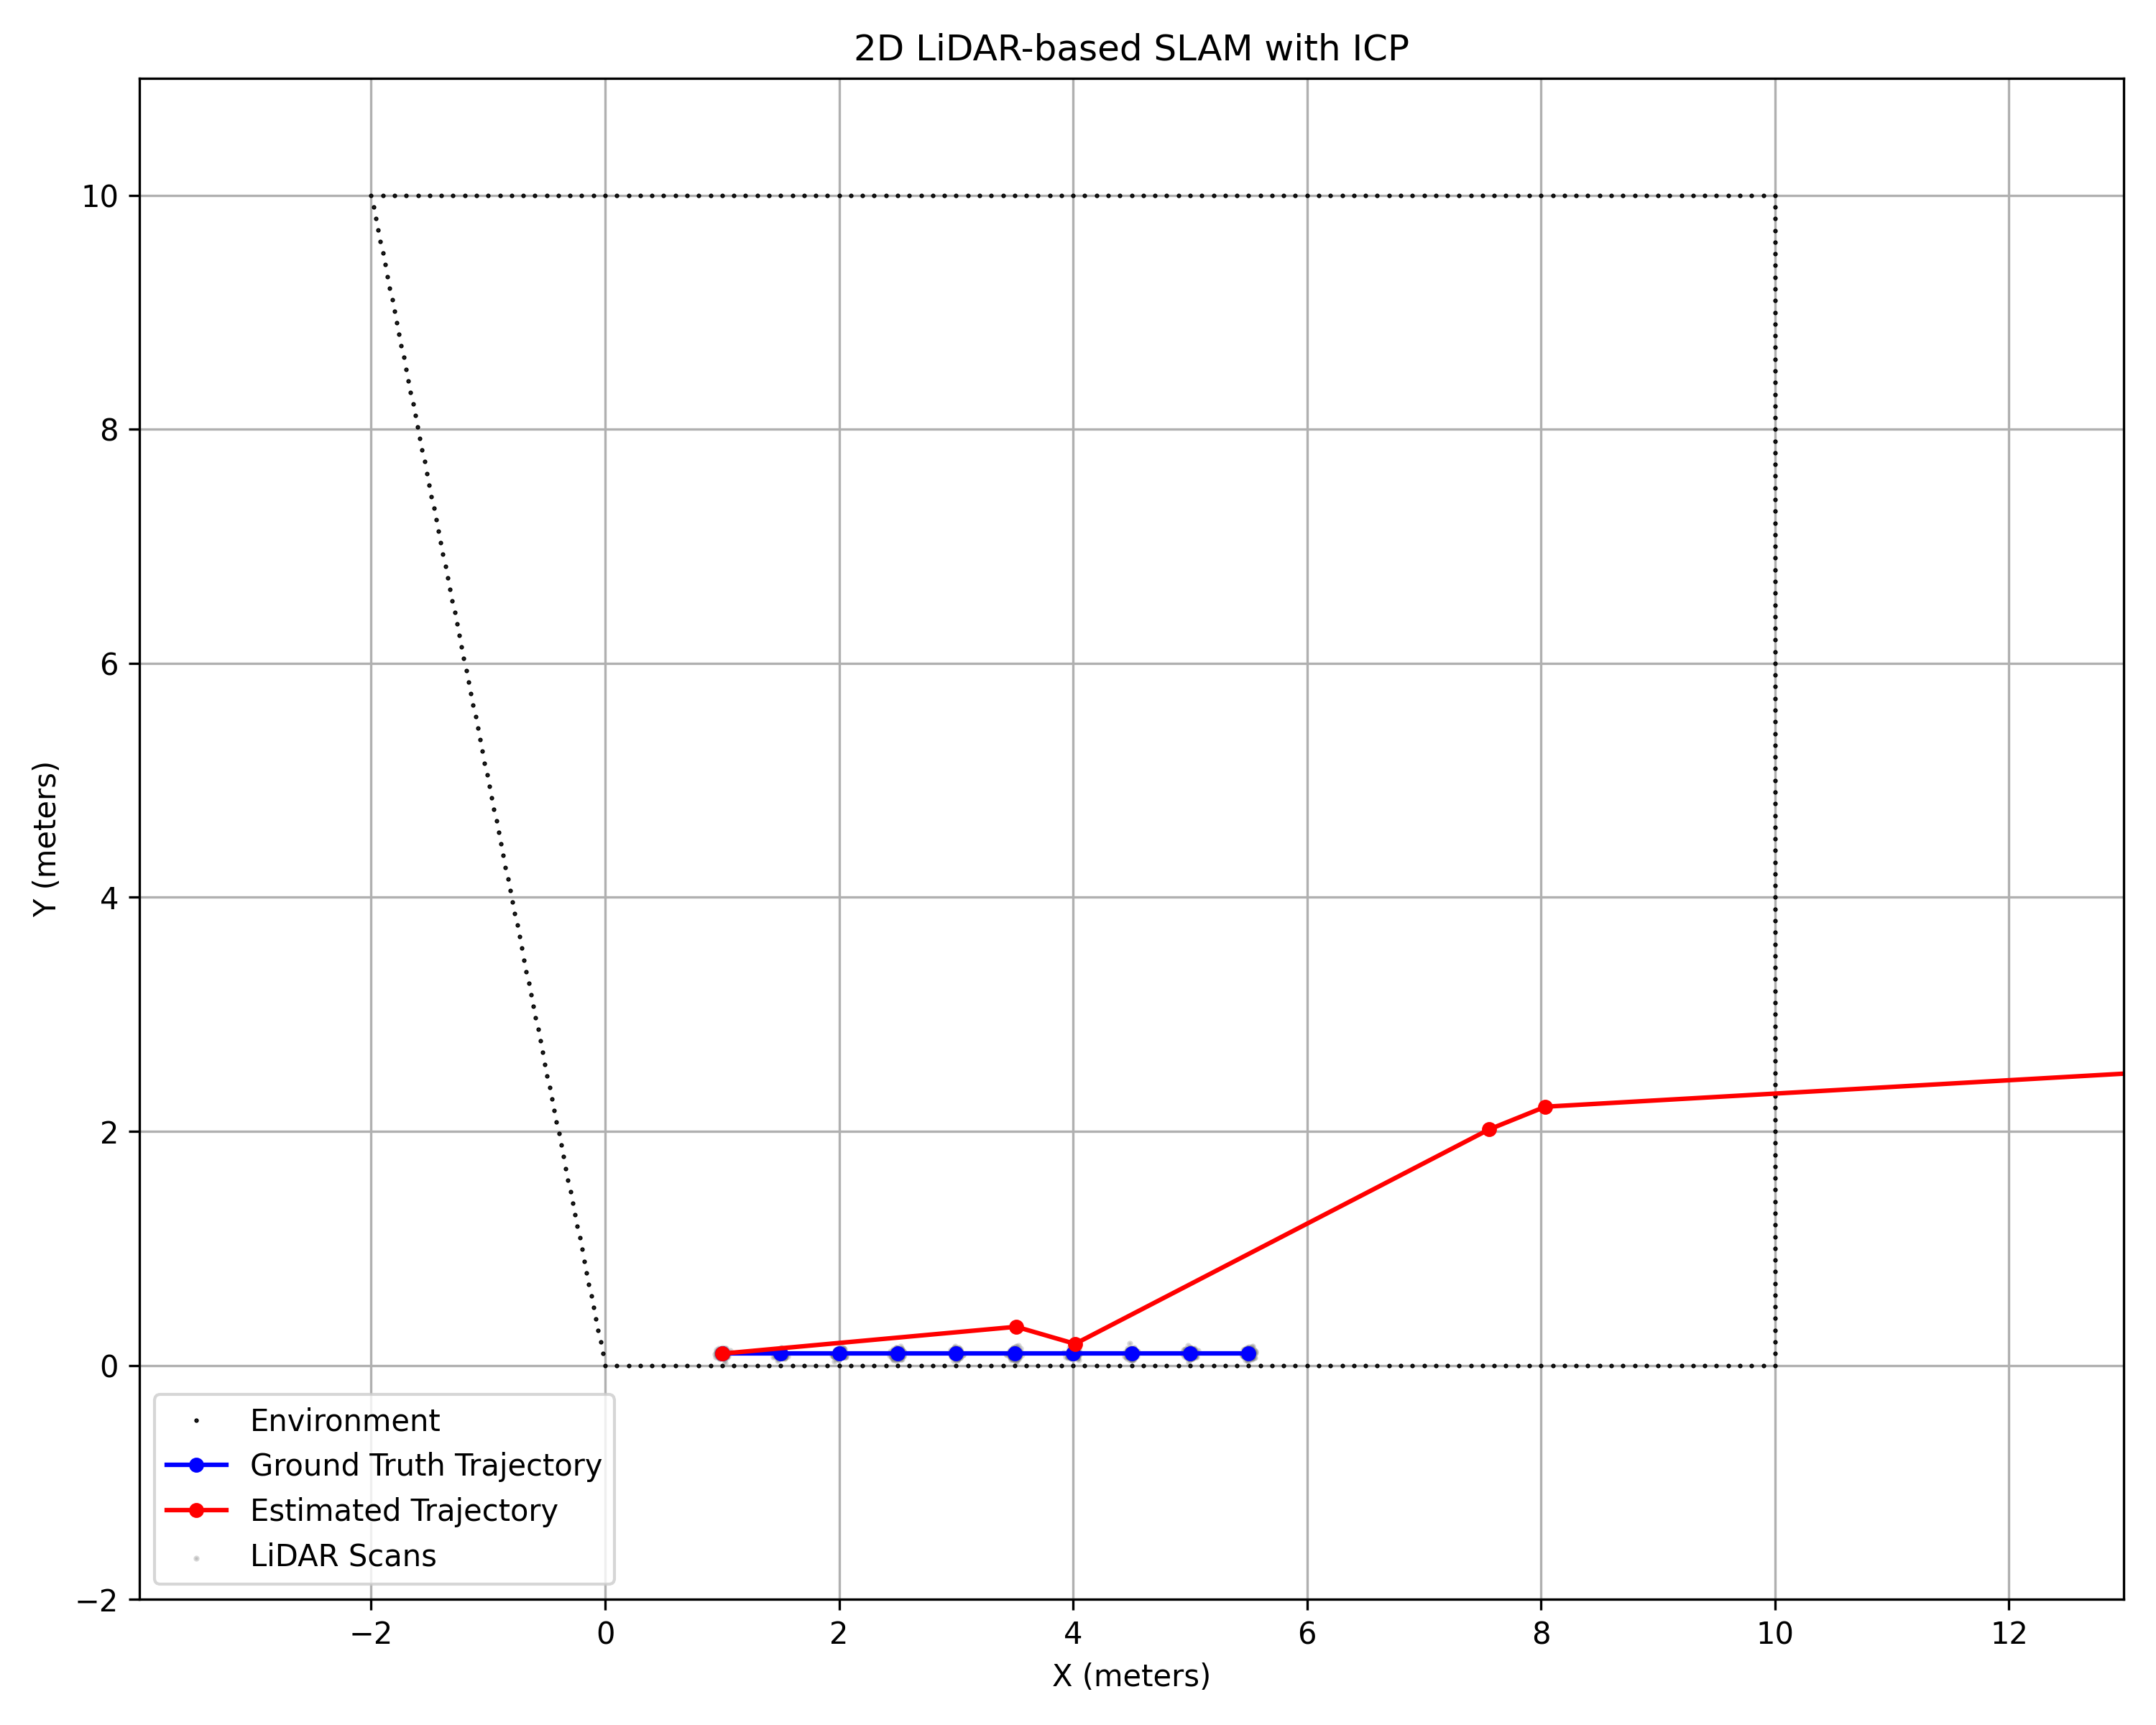 2D LiDAR-based SLAM with ICP
10
8
6
4
2
0
−2
Y (meters)
Environment
Ground Truth Trajectory
Estimated Trajectory
LiDAR Scans
−2 0 2 4 6 8 10 12
X (meters)